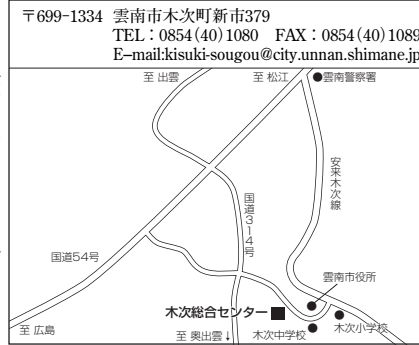 〒699-1334 雲南市木次町新市379
TEL：0854(40)1080 FAX：0854(40)1089
E-mail:kisuki-sougou@city.unnan.shimane.jp
至 出雲
至 松江
雲南警察署
安来木次線
国道314号
国道54号
雲南市役所
木次総合センター
木次小学校
至 広島
至 奥出雲↓
木次中学校